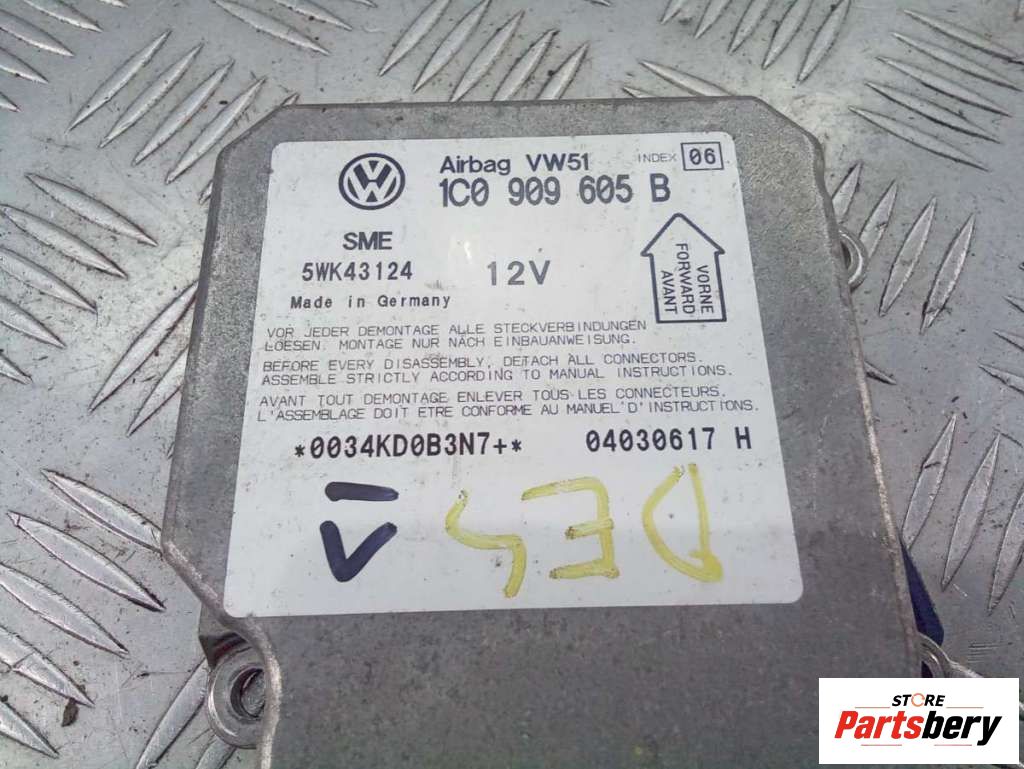 Airbag VW51 INDEX 06
1C0 909 605 B
SME
5WK43124 12V
Made in Germany
VORNE
FORWARD
AVANT
VOR JEDER DEMONTAGE ALLE STECKVERBINDUNGEN
LOESEN. MONTAGE NUR NACH EINBAUANWEISUNG.
BEFORE EVERY DISASSEMBLY, DETACH ALL CONNECTORS.
ASSEMBLE STRICTLY ACCORDING TO MANUAL INSTRUCTIONS.
AVANT TOUT DEMONTAGE ENLEVER TOUS LES CONNECTEURS.
L'ASSEMBLAGE DOIT ETRE CONFORME AU MANUEL D'INSTRUCTIONS.
*0034KD0B3N7+* 04030617 H
STORE
Partsbery